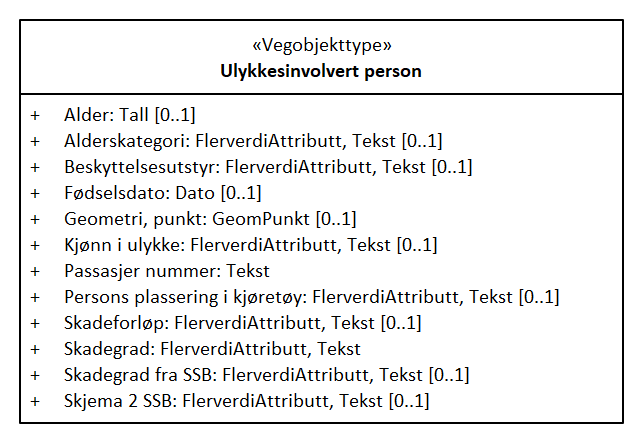 «Vegobjekttype»
Ulykkesinvolvert person
+ Alder: Tall [0..1]
+ Alderskategori: FlerverdiAttributt, Tekst [0..1]
+ Beskyttelsesutstyr: FlerverdiAttributt, Tekst [0..1]
+ Fødselsdato: Dato [0..1]
+ Geometri, punkt: GeomPunkt [0..1]
+ Kjønn i ulykke: FlerverdiAttributt, Tekst [0..1]
+ Passasjer nummer: Tekst
+ Persons plassering i kjøretøy: FlerverdiAttributt, Tekst [0..1]
+ Skadeforløp: FlerverdiAttributt, Tekst [0..1]
+ Skadegrad: FlerverdiAttributt, Tekst
+ Skadegrad fra SSB: FlerverdiAttributt, Tekst [0..1]
+ Skjema 2 SSB: FlerverdiAttributt, Tekst [0..1]